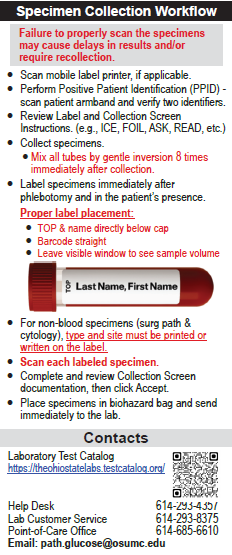 Specimen Collection Workflow
Failure to properly scan the specimens
may cause delays in results and/or
require recollection.
• Scan mobile label printer, if applicable.
• Perform Positive Patient Identification (PPID) -
scan patient armband and verify two identifiers.
• Review Label and Collection Screen
Instructions. (e.g., ICE, FOIL, ASK, READ, etc.)
• Collect specimens.
• Mix all tubes by gentle inversion 8 times
immediately after collection.
• Label specimens immediately after
phlebotomy and in the patient's presence.
Proper label placement:
• TOP & name directly below cap
• Barcode straight
• Leave visible window to see sample volume
TOP
Last Name, First Name
• For non-blood specimens (surg path &
cytology), type and site must be printed or
written on the label.
• Scan each labeled specimen.
• Complete and review Collection Screen
documentation, then click Accept.
• Place specimens in biohazard bag and send
immediately to the lab.
Contacts
Laboratory Test Catalog
https://theohiostatelabs.testcatalog.org/
Help Desk 614-293-4357
Lab Customer Service 614-293-8375
Point-of-Care Office 614-685-6610
Email: path.glucose@osumc.edu